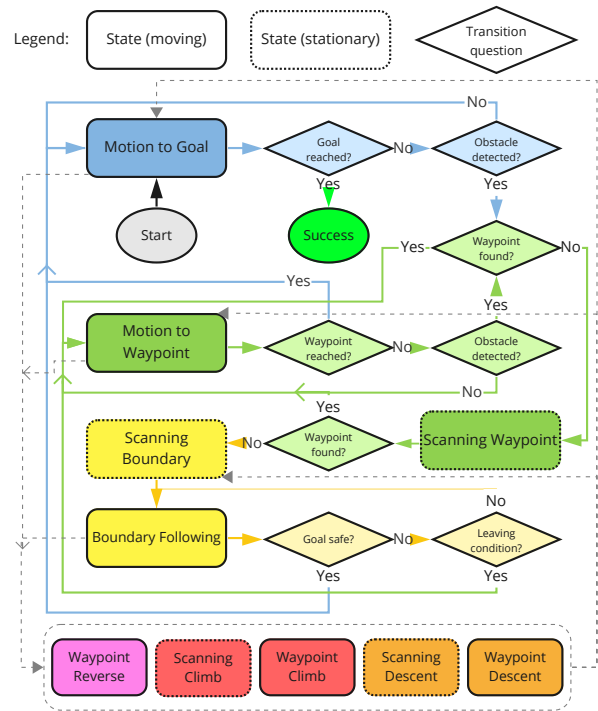 Legend:
State (moving)
State (stationary)
Transition
question
No
Motion to Goal
Goal
reached?
No
Obstacle
detected?
Yes
Yes
Start
Success
Yes
Waypoint
found?
No
Yes
Yes
Motion to
Waypoint
Waypoint
reached?
No
Obstacle
detected?
No
Yes
Scanning
Boundary
No
Waypoint
found?
Scanning Waypoint
No
Boundary Following
Goal safe?
No
Leaving
condition?
Yes
Yes
Waypoint
Reverse
Scanning
Climb
Waypoint
Climb
Scanning
Descent
Waypoint
Descent